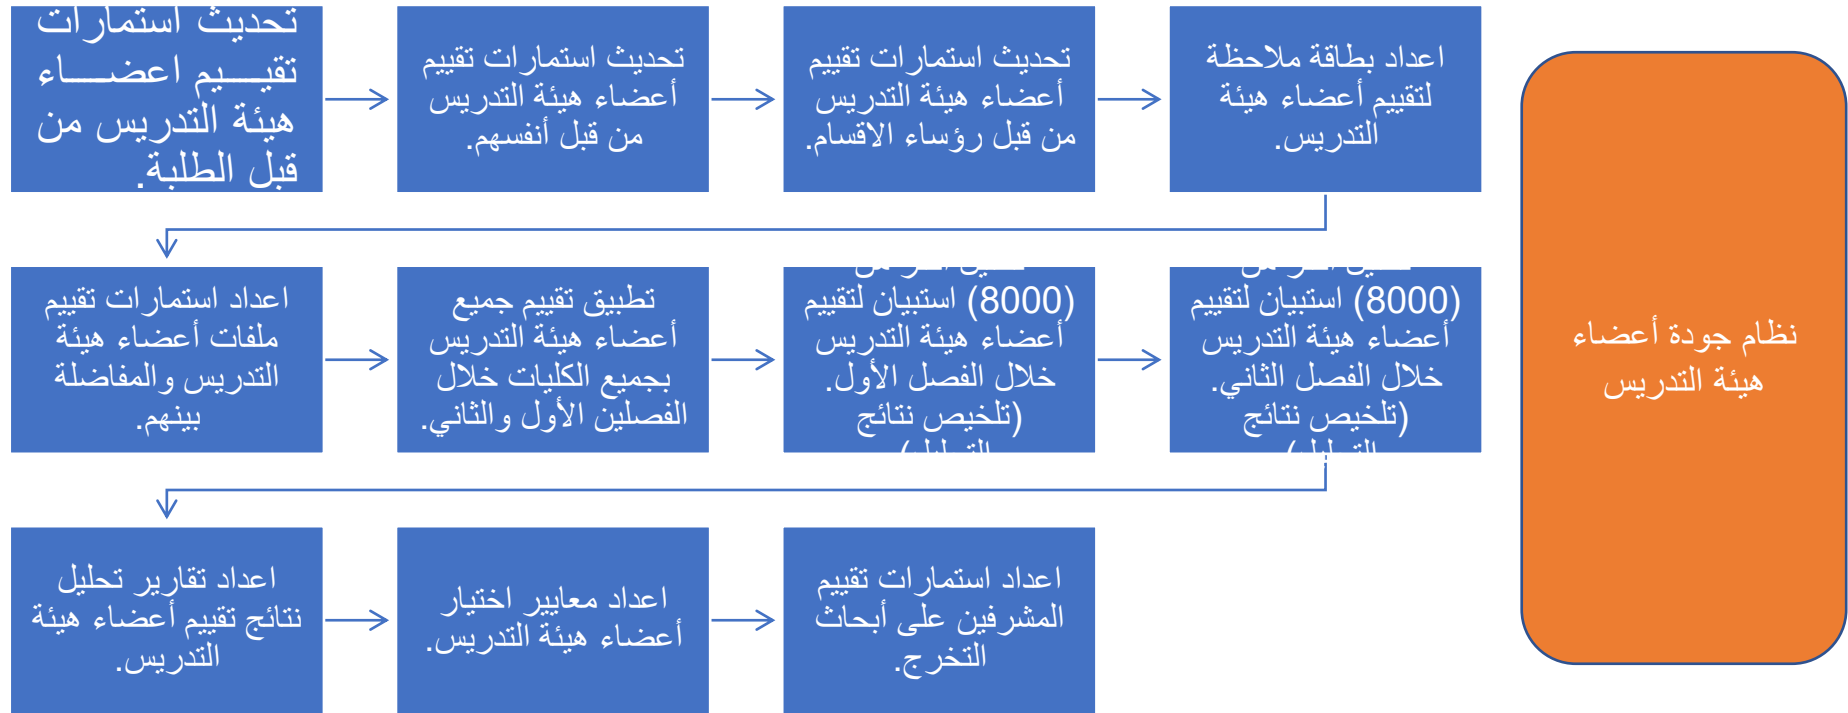 تحديث استمارات
تقييم اعضاء
هيئة التدريس من
قبل الطلبة.
تحديث استمارات تقييم
أعضاء هيئة التدريس
من قبل أنفسهم.
تحديث استمارات تقييم
أعضاء هيئة التدريس
من قبل رؤساء الاقسام.
اعداد بطاقة ملاحظة
لتقييم أعضاء هيئة
التدريس.
اعداد استمارات تقييم
ملفات أعضاء هيئة
التدريس والمفاضلة
بينهم.
تطبيق تقييم جميع
أعضاء هيئة التدريس
بجميع الكليات خلال
الفصلين الأول والثاني.
(8000) استبيان لتقييم
أعضاء هيئة التدريس
خلال الفصل الأول.
(تلخيص نتائج
(8000) استبيان لتقييم
أعضاء هيئة التدريس
خلال الفصل الثاني.
(تلخيص نتائج
اعداد تقارير تحليل
نتائج تقييم أعضاء هيئة
التدريس.
اعداد معايير اختيار
أعضاء هيئة التدريس.
اعداد استمارات تقييم
المشرفين على أبحاث
التخرج.
نظام جودة أعضاء
هيئة التدريس